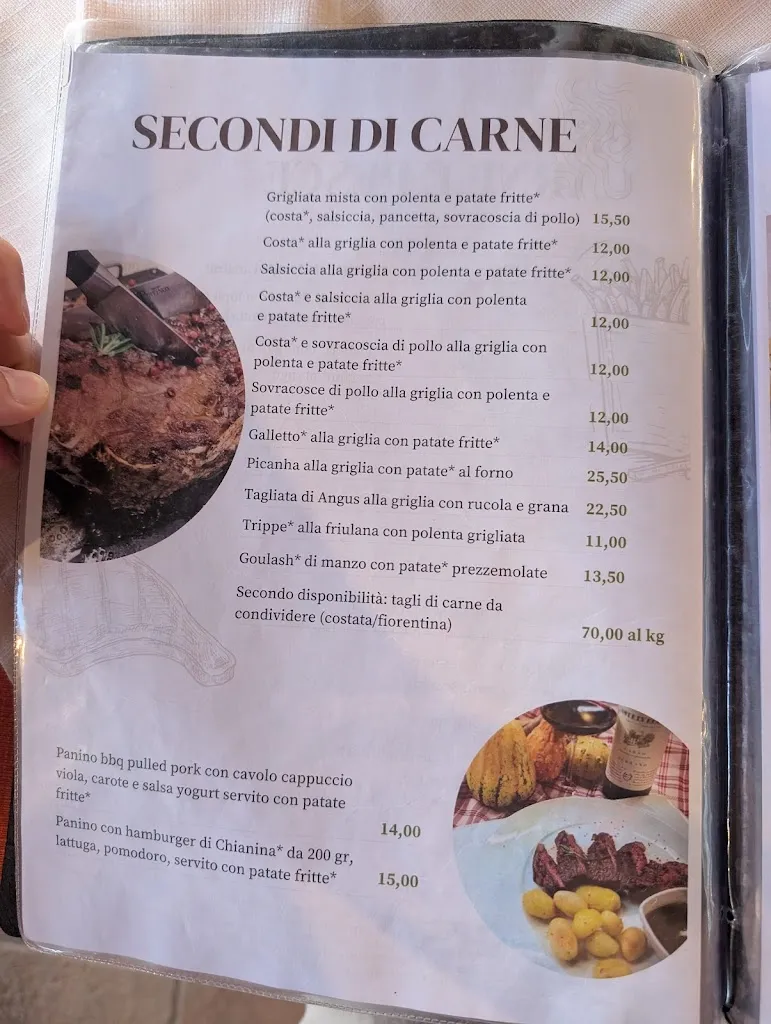 SECONDI DI CARNE
Grigliata mista con polenta e patate fritte*
(costa*, salsiccia, pancetta, sovracoscia di pollo) 15,50
Costa* alla griglia con polenta e patate fritte* 12,00
Salsiccia alla griglia con polenta e patate fritte* 12,00
Costa* e salsiccia alla griglia con polenta
e patate fritte* 12,00
Costa* e sovracoscia di pollo alla griglia con
polenta e patate fritte* 12,00
Sovracosce di pollo alla griglia con polenta e
patate fritte* 12,00
Galletto* alla griglia con patate fritte* 14,00
Picanha alla griglia con patate* al forno 25,50
Tagliata di Angus alla griglia con rucola e grana 22,50
Trippe* alla friulana con polenta grigliata 11,00
Goulash* di manzo con patate* prezzemolate 13,50
Secondo disponibilità: tagli di carne da
condividere (costata/fiorentina) 70,00 al kg
Panino bbq pulled pork con cavolo cappuccio
viola, carote e salsa yogurt servito con patate
fritte* 14,00
Panino con hamburger di Chianina* da 200 gr,
lattuga, pomodoro, servito con patate fritte* 15,00